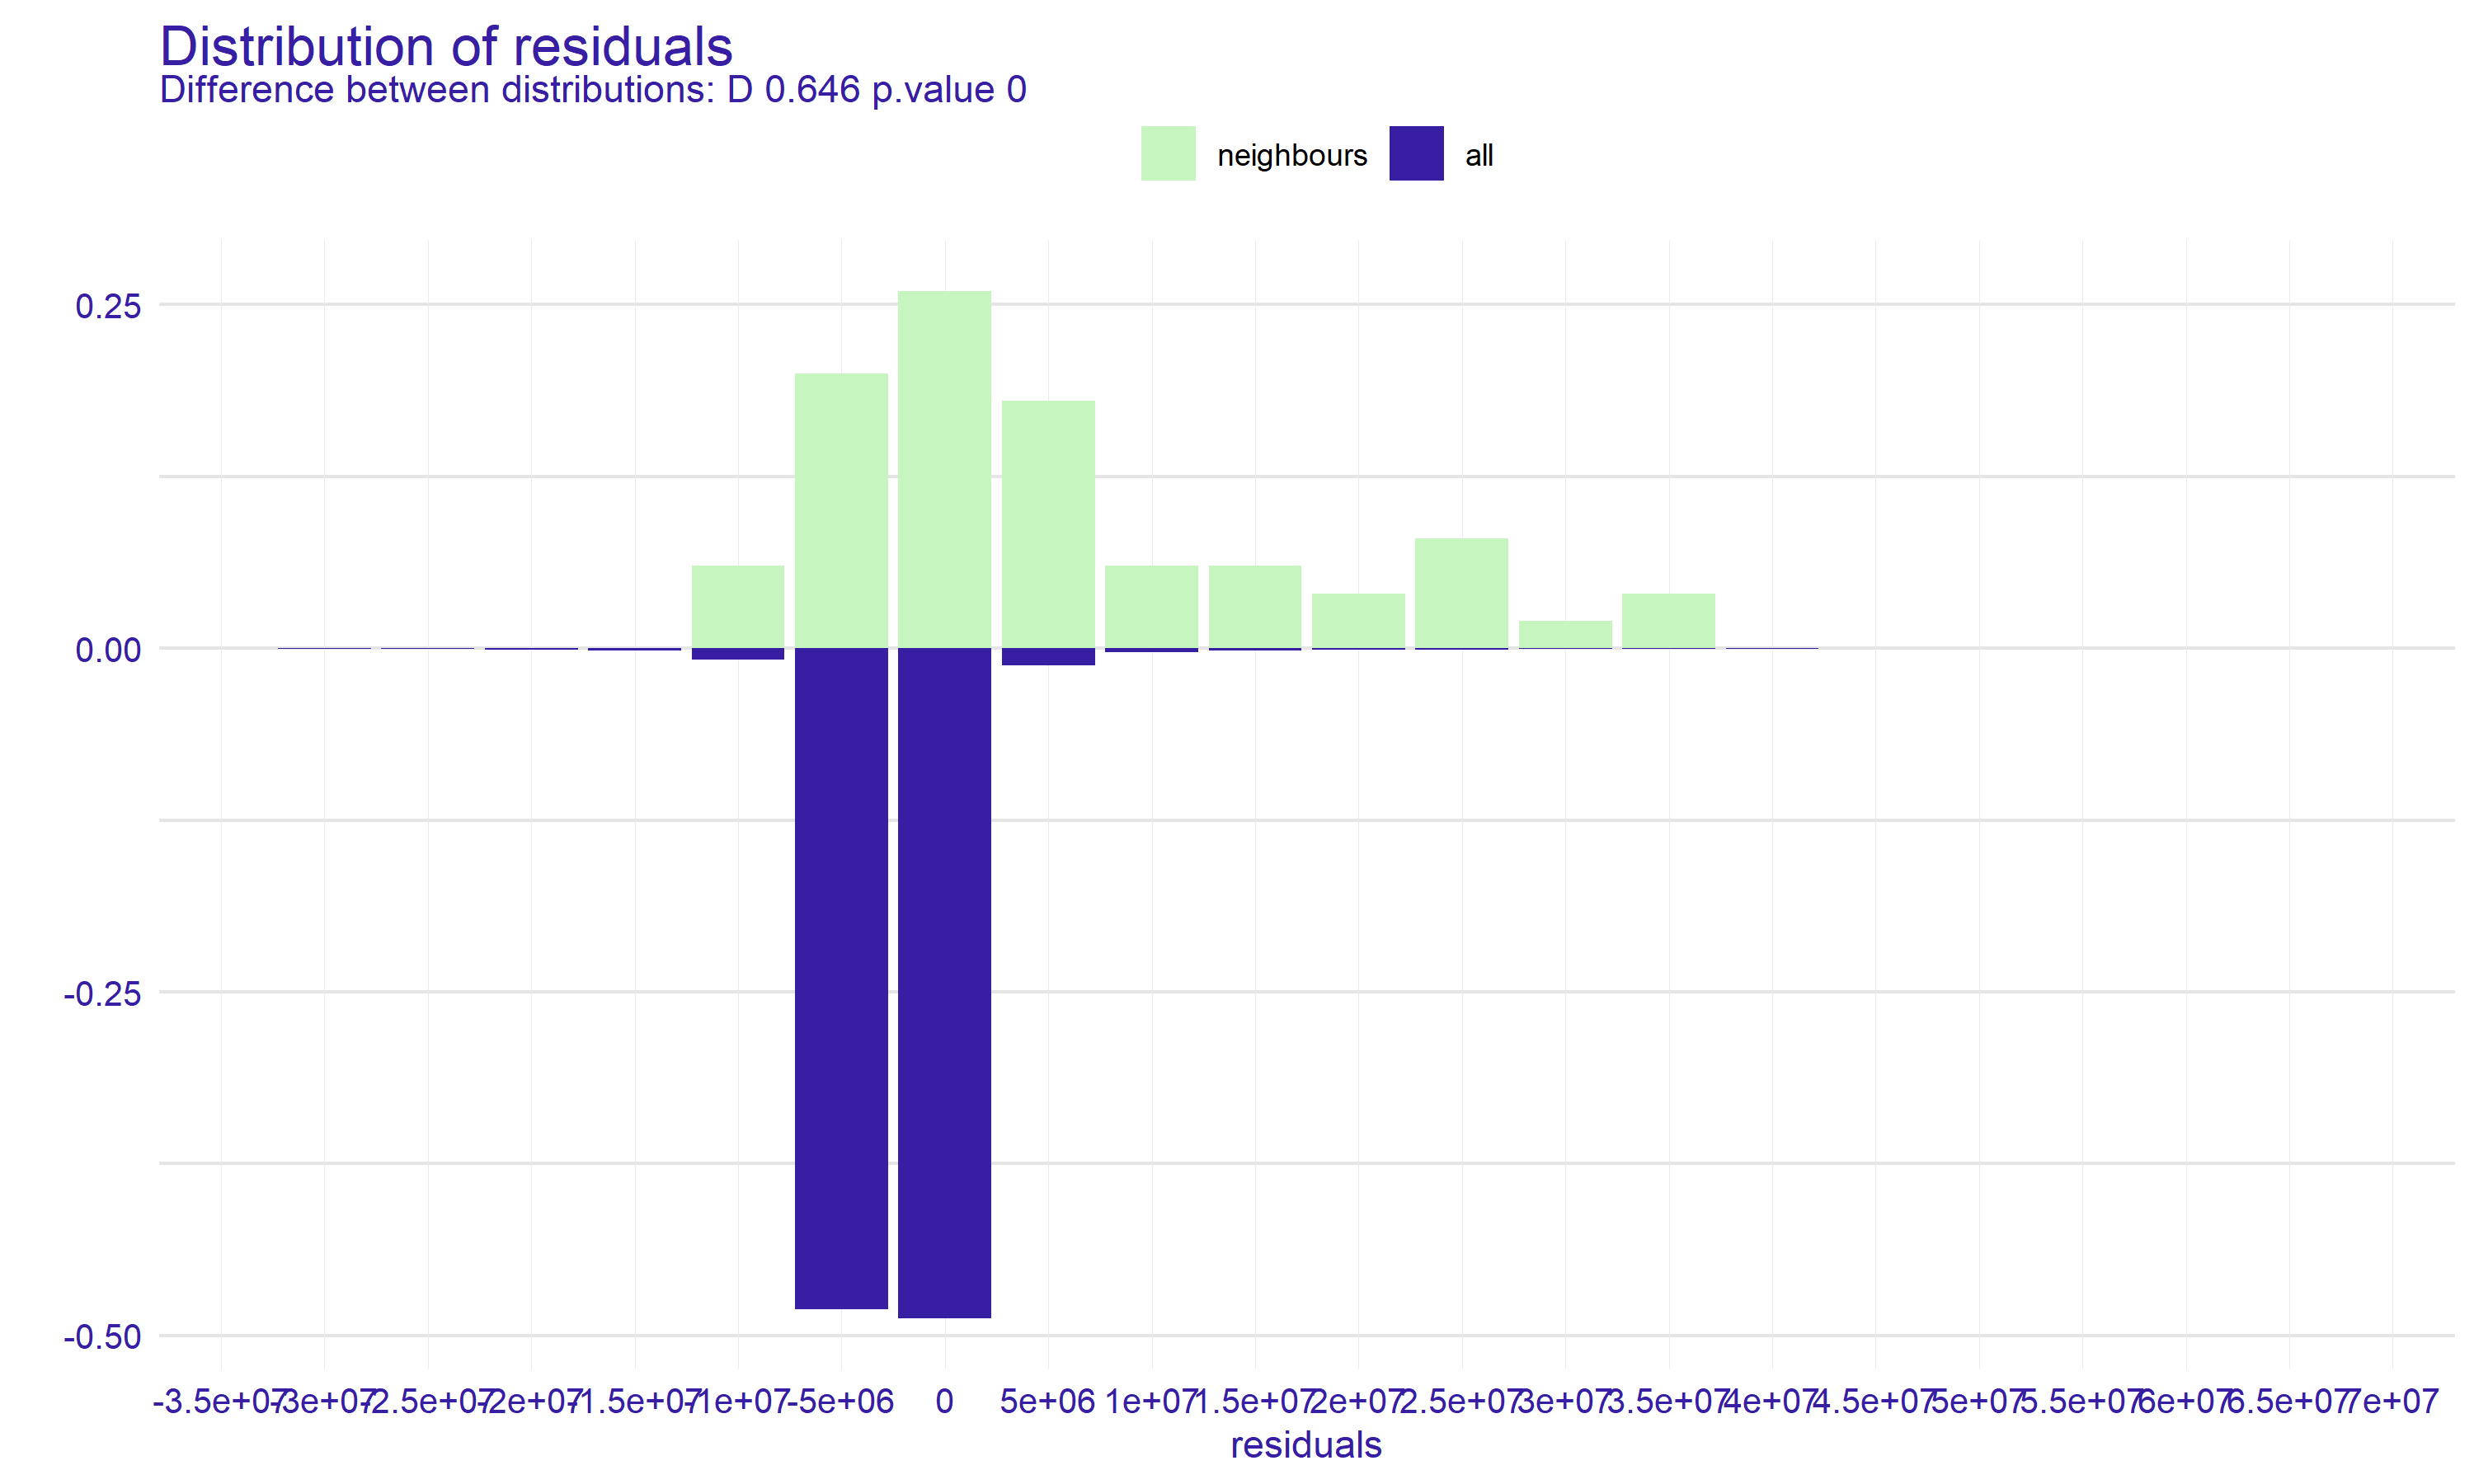 Distribution of residuals
Difference between distributions: D 0.646 p.value 0
neighbours all
0.25
0.00
-0.25
-0.50
-3.5e+07 -3e+07 -2.5e+07 -2e+07 -1.5e+07 -1e+07 -5e+06 0 5e+06 1e+07 1.5e+07 2e+07 2.5e+07 3e+07 3.5e+07 4e+07 4.5e+07 5e+07 5.5e+07 6e+07 6.5e+07 7e+07
residuals